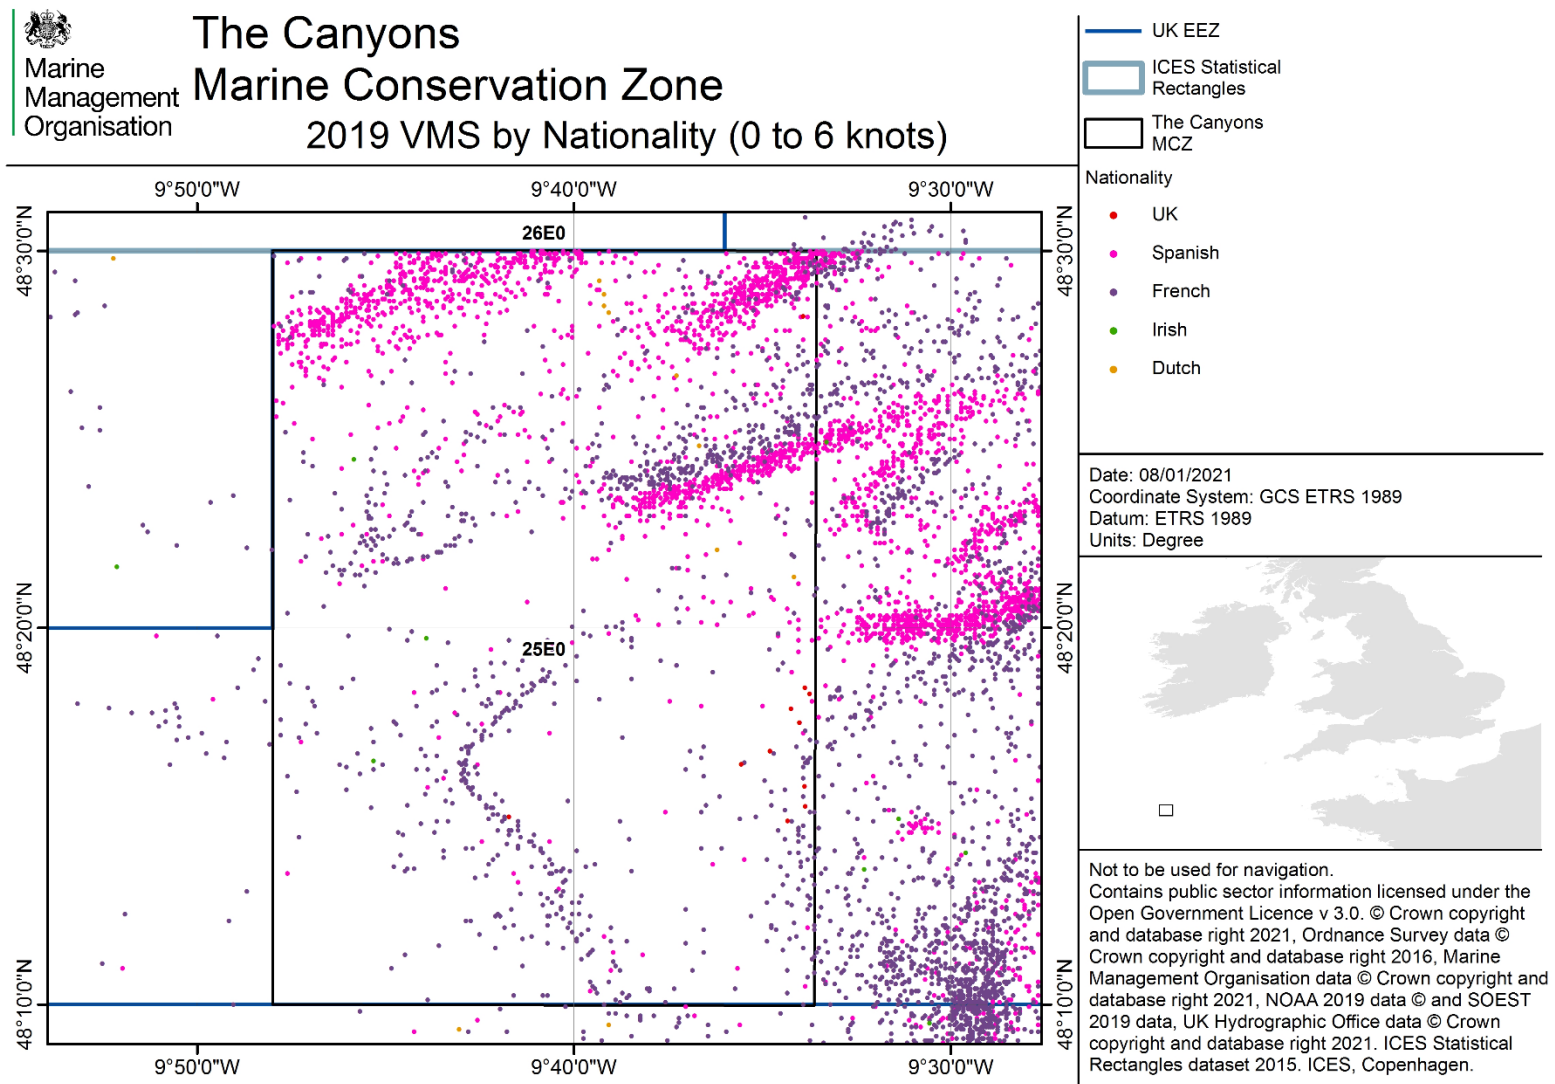 Marine
Management
Organisation
The Canyons
Marine Conservation Zone
2019 VMS by Nationality (0 to 6 knots)
9°50'0"W
9°40'0"W
9°30'0"W
48°30'0"N
48°20'0"N
48°10'0"N
26E0
25E0
48°30'0"N
48°20'0"N
48°10'0"N
9°50'0"W
9°40'0"W
9°30'0"W
UK EEZ
ICES Statistical
Rectangles
The Canyons
MCZ
Nationality
UK
Spanish
French
Irish
Dutch
Date: 08/01/2021
Coordinate System: GCS ETRS 1989
Datum: ETRS 1989
Units: Degree
Not to be used for navigation.
Contains public sector information licensed under the
Open Government Licence v 3.0. © Crown copyright
and database right 2021, Ordnance Survey data ©
Crown copyright and database right 2016, Marine
Management Organisation data © Crown copyright and
database right 2021, NOAA 2019 data © and SOEST
2019 data, UK Hydrographic Office data © Crown
copyright and database right 2021. ICES Statistical
Rectangles dataset 2015. ICES, Copenhagen.